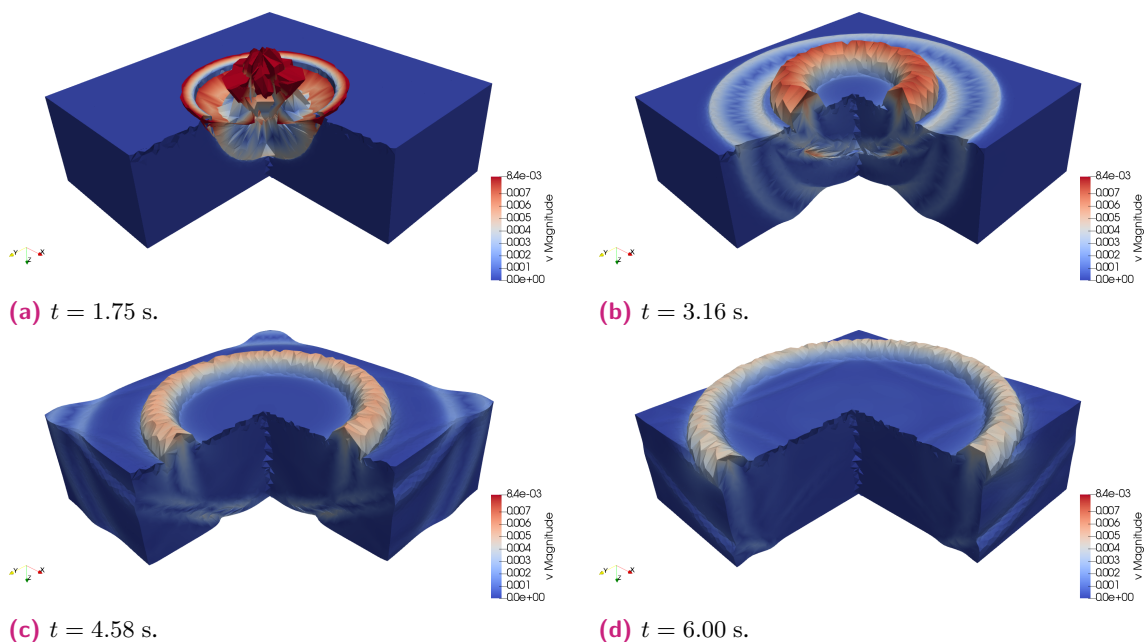 8.4e-03
0.007
0.006
0.005
0.004
0.003
0.002
0.001
0.0e+00
v Magnitude
Y
X
Z
(a) t = 1.75 s.
8.4e-03
0.007
0.006
0.005
0.004
0.003
0.002
0.001
0.0e+00
v Magnitude
Y
X
Z
(b) t = 3.16 s.
8.4e-03
0.007
0.006
0.005
0.004
0.003
0.002
0.001
0.0e+00
v Magnitude
Y
X
Z
(c) t = 4.58 s.
8.4e-03
0.007
0.006
0.005
0.004
0.003
0.002
0.001
0.0e+00
v Magnitude
Y
X
Z
(d) t = 6.00 s.